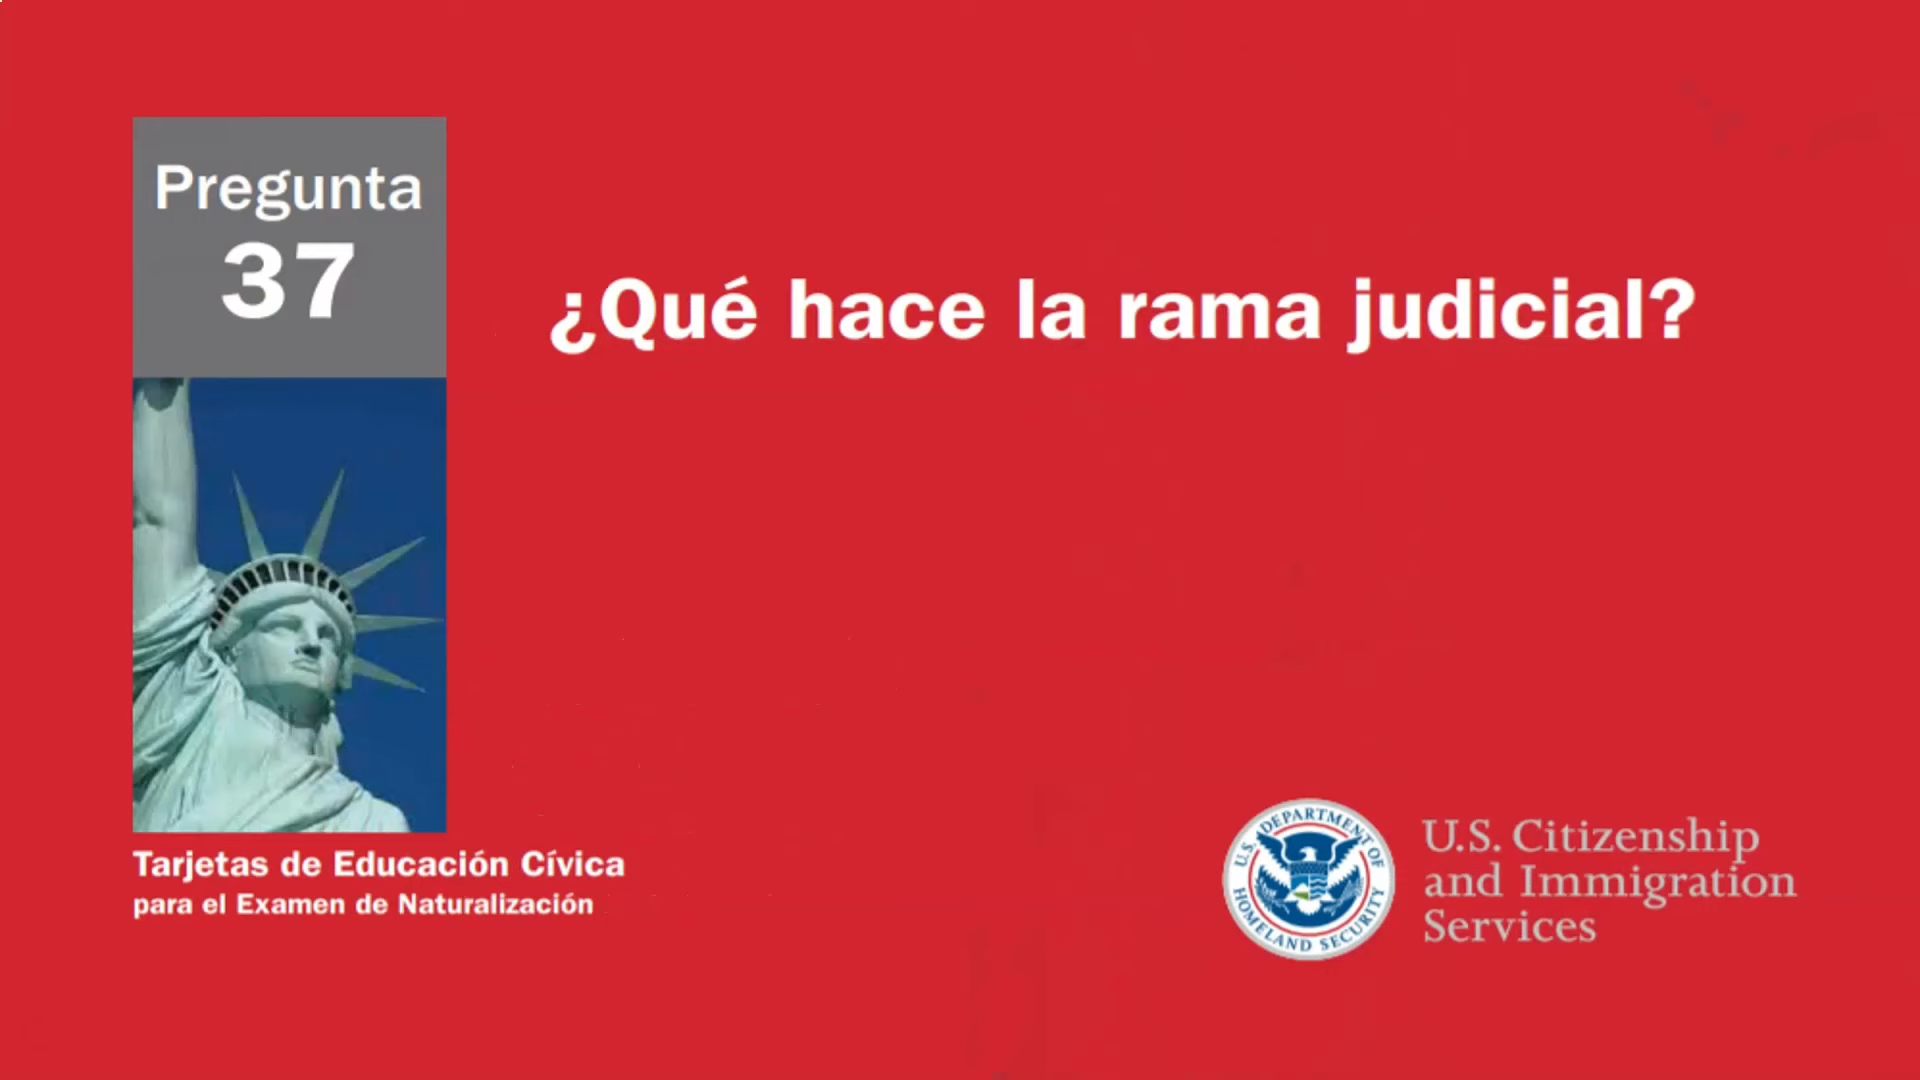 Pregunta
37
¿Qué hace la rama judicial?
Tarjetas de Educación Cívica
para el Examen de Naturalización
U.S. DEPARTMENT OF
HOMELAND SECURITY
U.S. Citizenship
and Immigration
Services